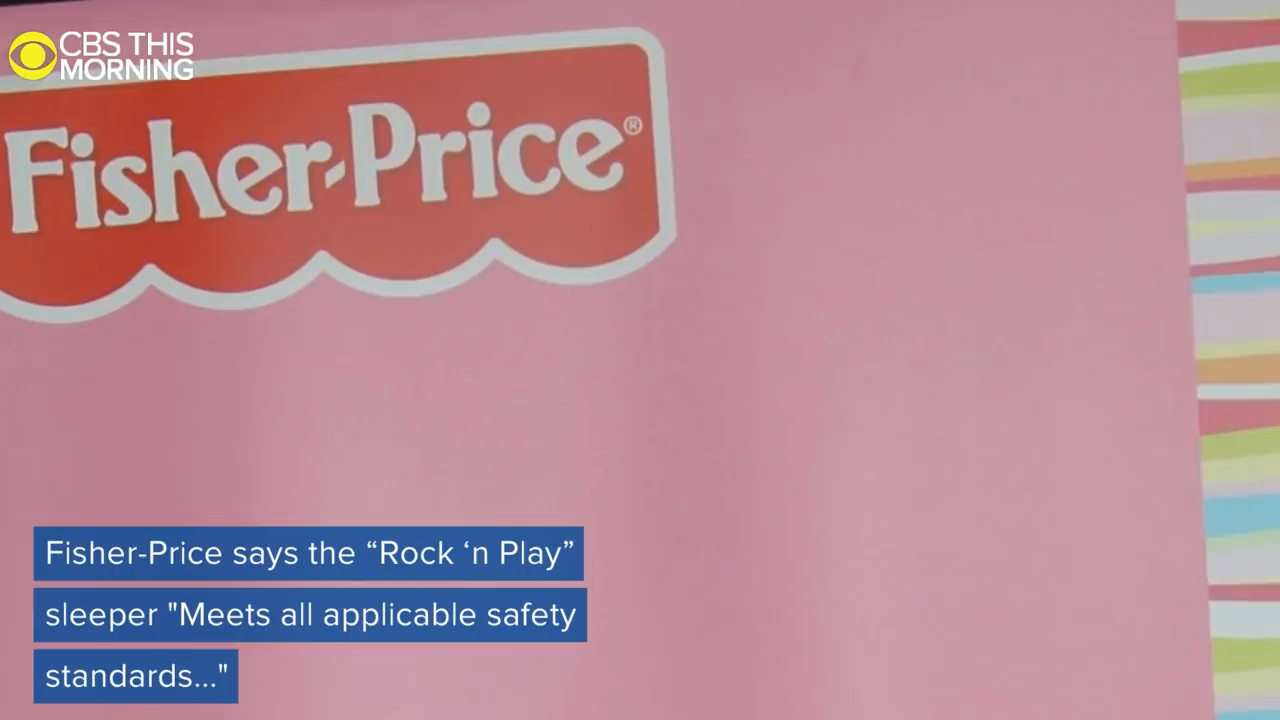 CBS THIS
MORNING
Fisher-Price®
Fisher-Price says the “Rock ‘n Play”
sleeper "Meets all applicable safety
standards..."